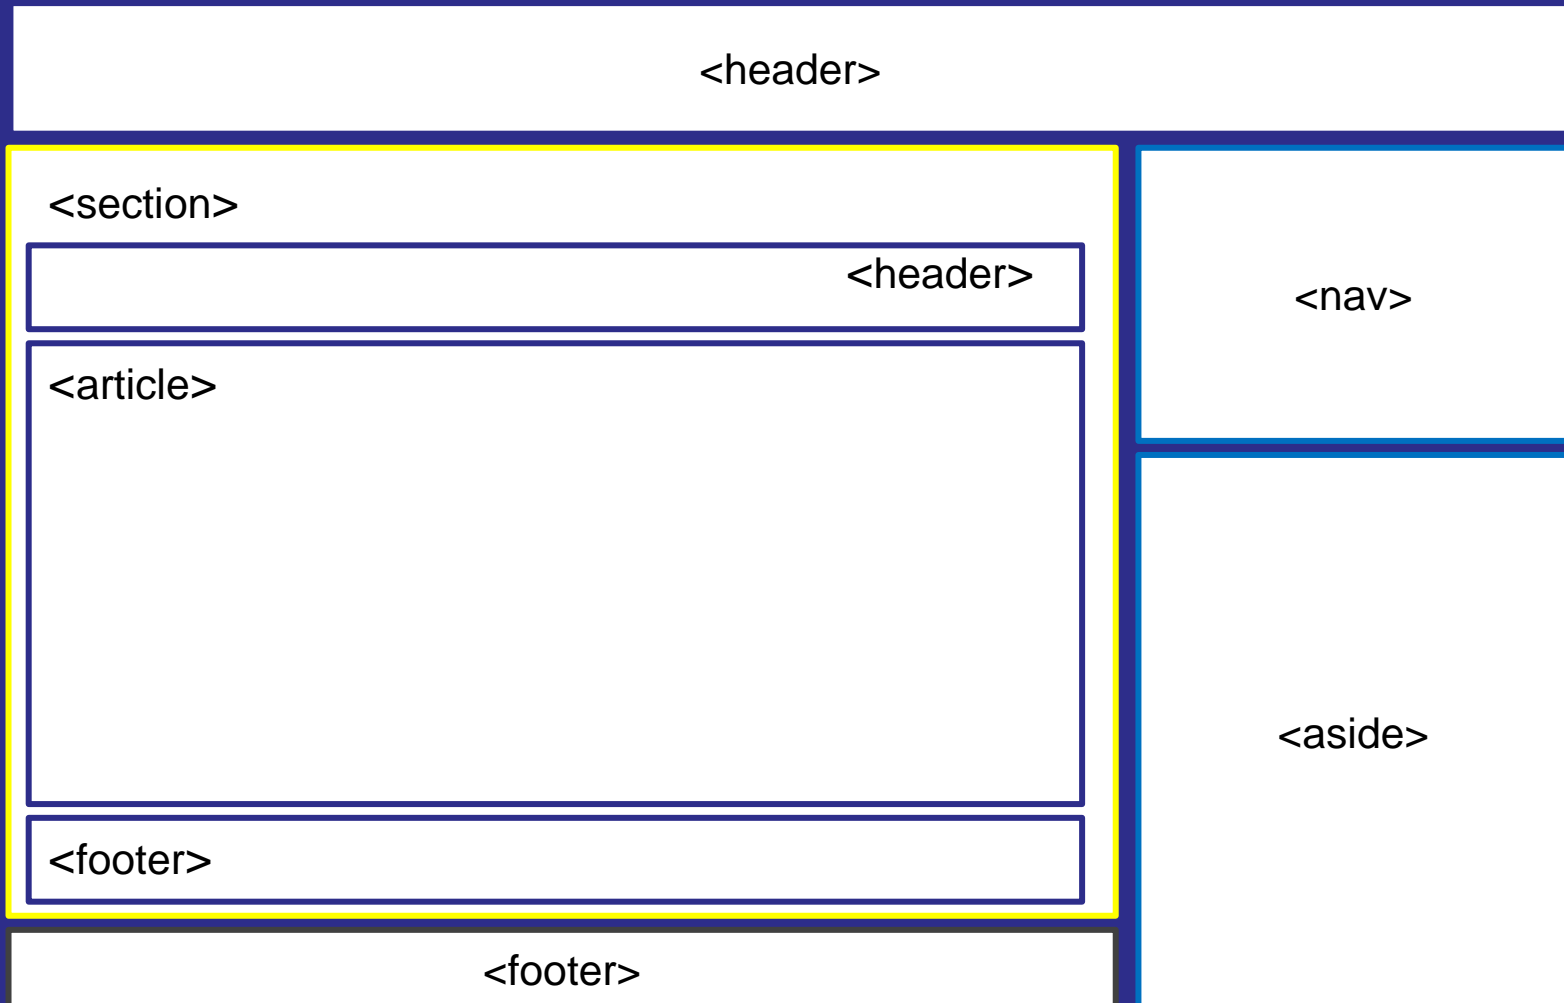 <header>
<section>
<header>
<article>
<footer>
<nav>
<aside>
<footer>